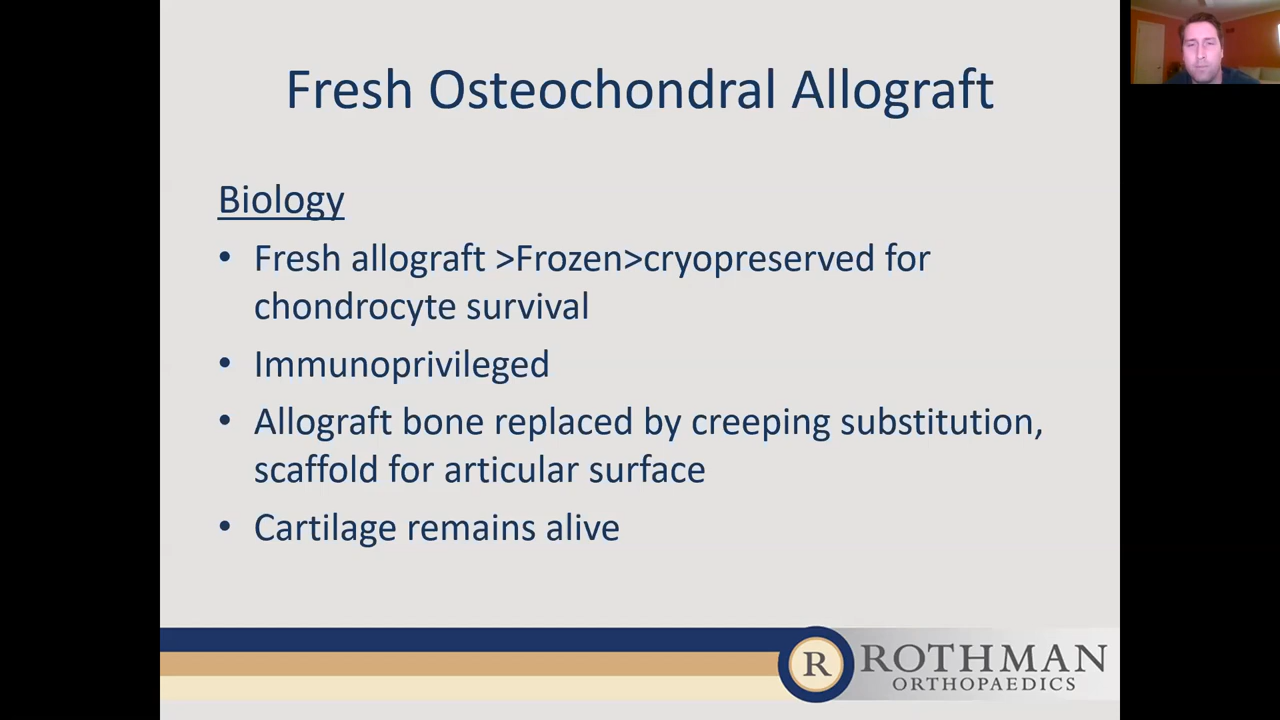 Fresh Osteochondral Allograft
Biology
• Fresh allograft >Frozen>cryopreserved for
chondrocyte survival
• Immunoprivileged
• Allograft bone replaced by creeping substitution,
scaffold for articular surface
• Cartilage remains alive
R ROTHMAN
ORTHOPAEDICS